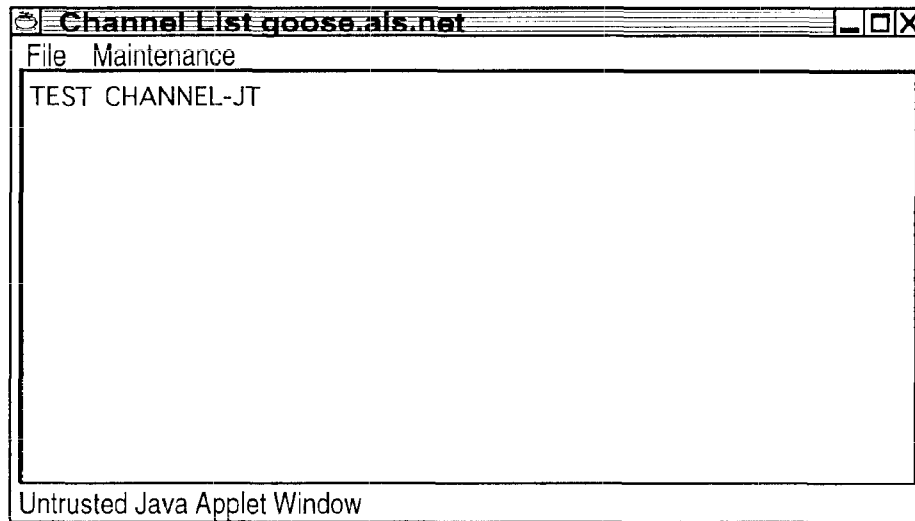 Channel List goose.als.net
File Maintenance
TEST CHANNEL-JT
Untrusted Java Applet Window